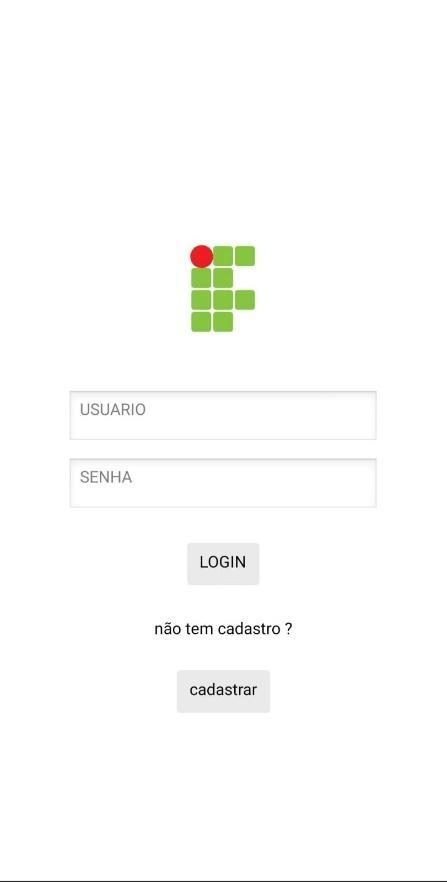 USUARIO
SENHA
LOGIN
não tem cadastro ?
cadastrar